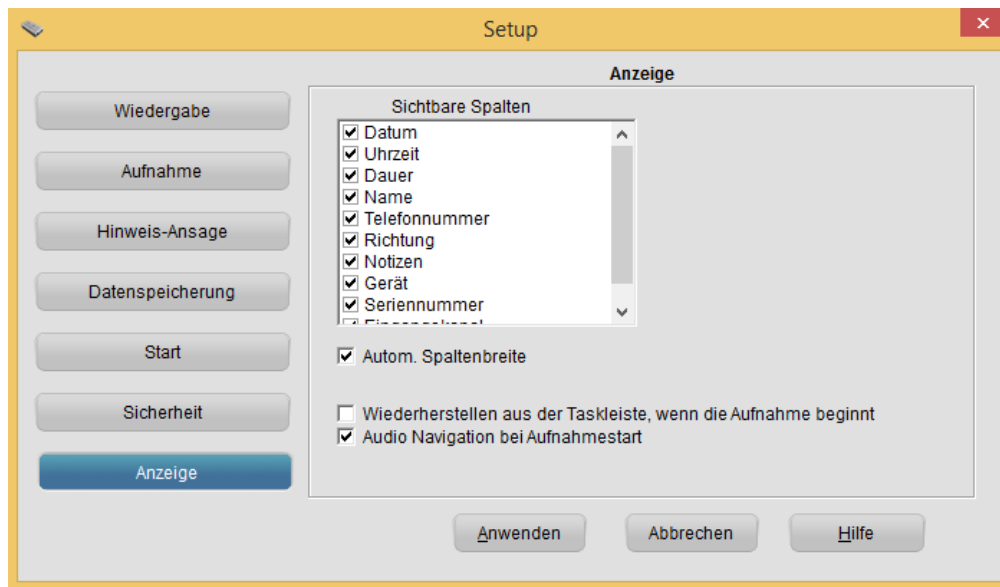 Setup
Anzeige
Wiedergabe
Aufnahme
Hinweis-Ansage
Datenspeicherung
Start
Sicherheit
Anzeige
Sichtbare Spalten
Datum
Uhrzeit
Dauer
Name
Telefonnummer
Richtung
Notizen
Gerät
Seriennummer
Autom. Spaltenbreite
Wiederherstellen aus der Taskleiste, wenn die Aufnahme beginnt
Audio Navigation bei Aufnahmestart
Anwenden
Abbrechen
Hilfe